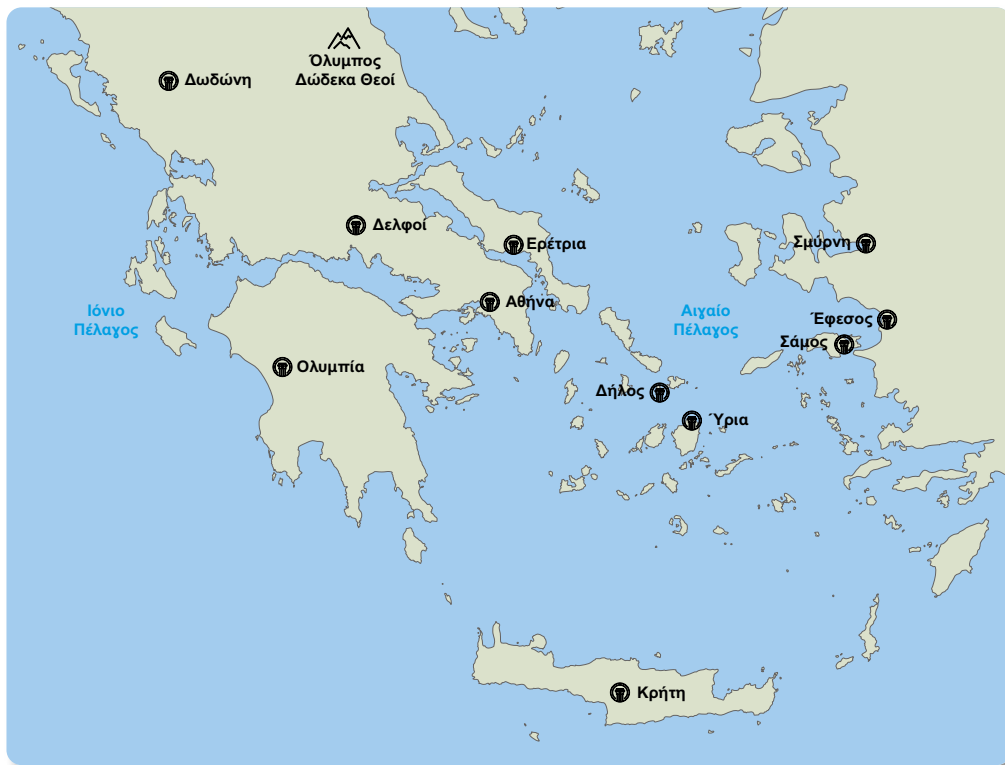 Όλυμπος
Δώδεκα Θεοί
Δωδώνη
Δελφοί
Ερέτρια
Σμύρνη
Αθήνα
Ιόνιο
Πέλαγος
Αιγαίο
Πέλαγος
Έφεσος
Σάμος
Ολυμπία
Δήλος
Ύρια
Κρήτη